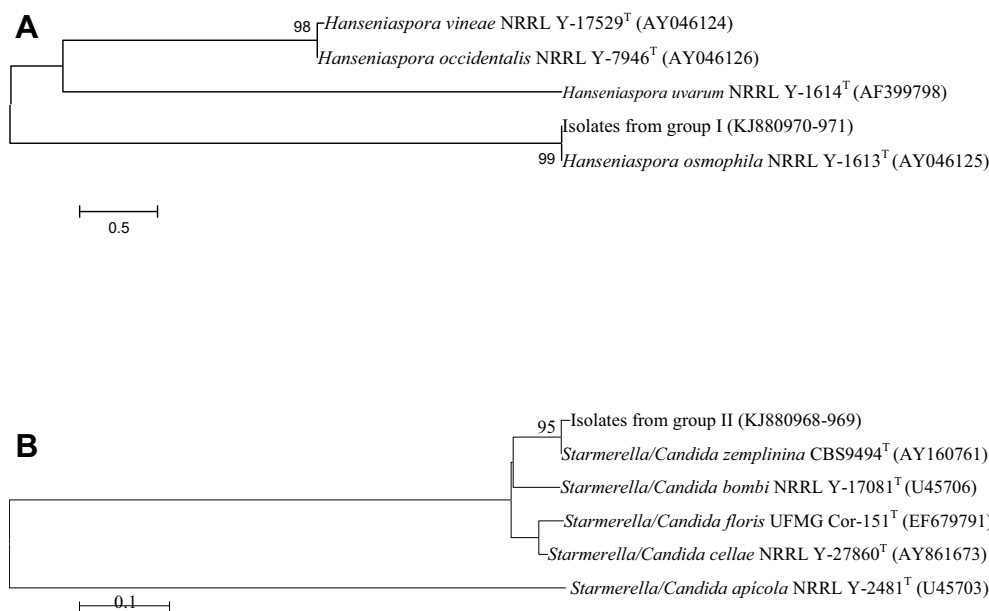 A
98
Hanseniaspora vineae NRRL Y-17529T (AY046124)
Hanseniaspora occidentalis NRRL Y-7946T (AY046126)
Hanseniaspora uvarum NRRL Y-1614T (AF399798)
Isolates from group I (KJ880970-971)
99
Hanseniaspora osmophila NRRL Y-1613T (AY046125)
0.5
B
Isolates from group II (KJ880968-969)
95
Starmerella/Candida zemplinina CBS9494T (AY160761)
Starmerella/Candida bombi NRRL Y-17081T (U45706)
Starmerella/Candida floris UFMG Cor-151T (EF679791)
Starmerella/Candida cellae NRRL Y-27860T (AY861673)
Starmerella/Candida apícola NRRL Y-2481T (U45703)
0.1